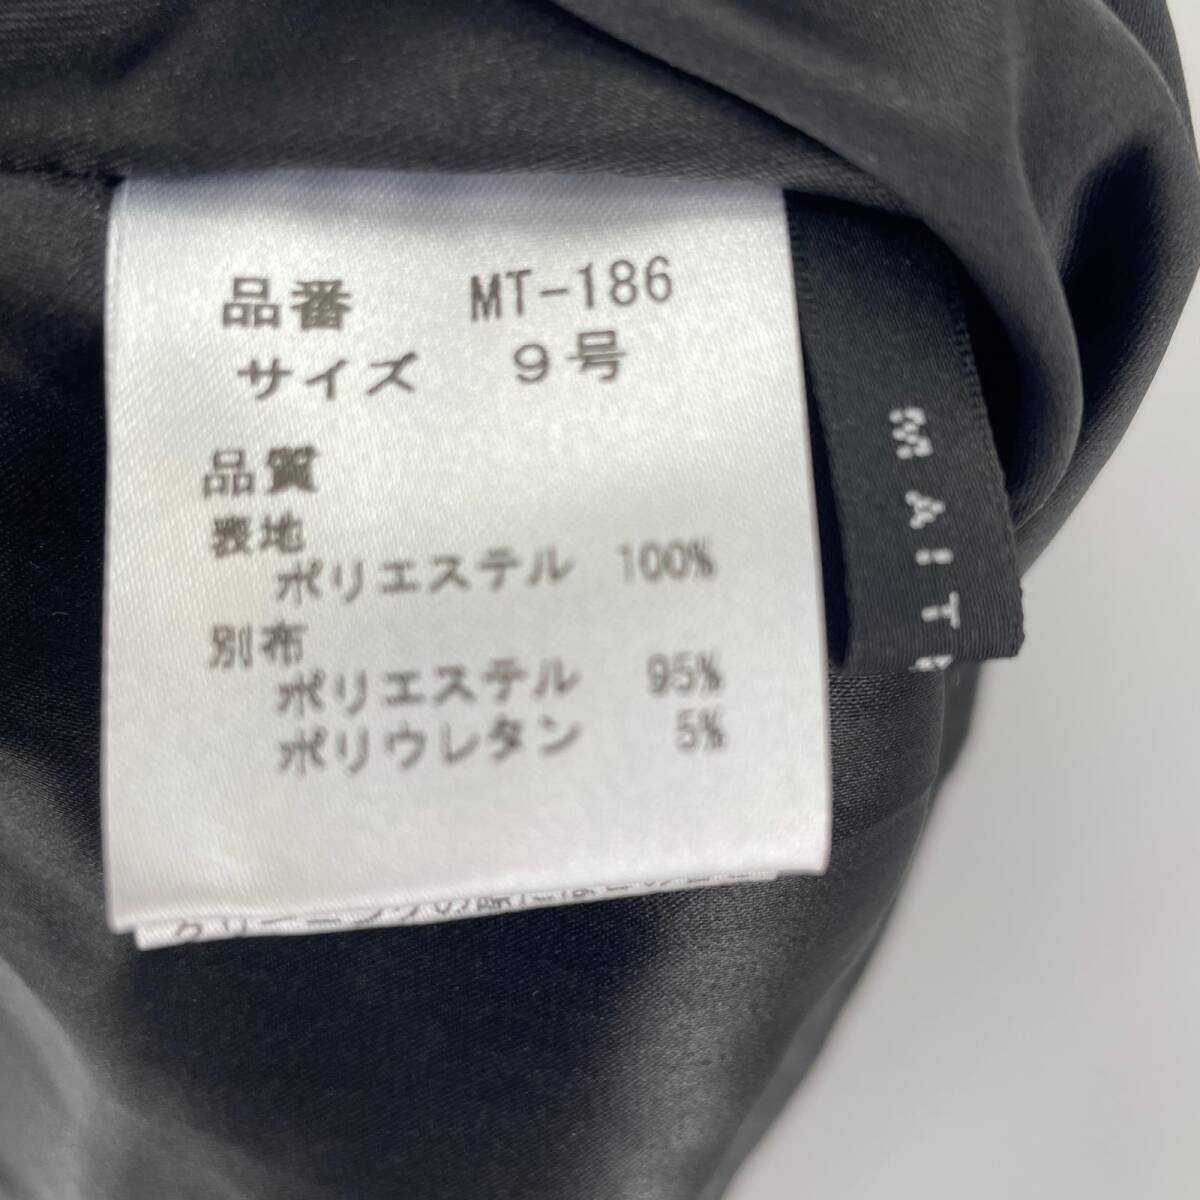 品番 MT-186
サイズ 9号
品質
表地
ポリエステル 100%
別布
ポリエステル 95%
ポリウレタン 5%
MAIT